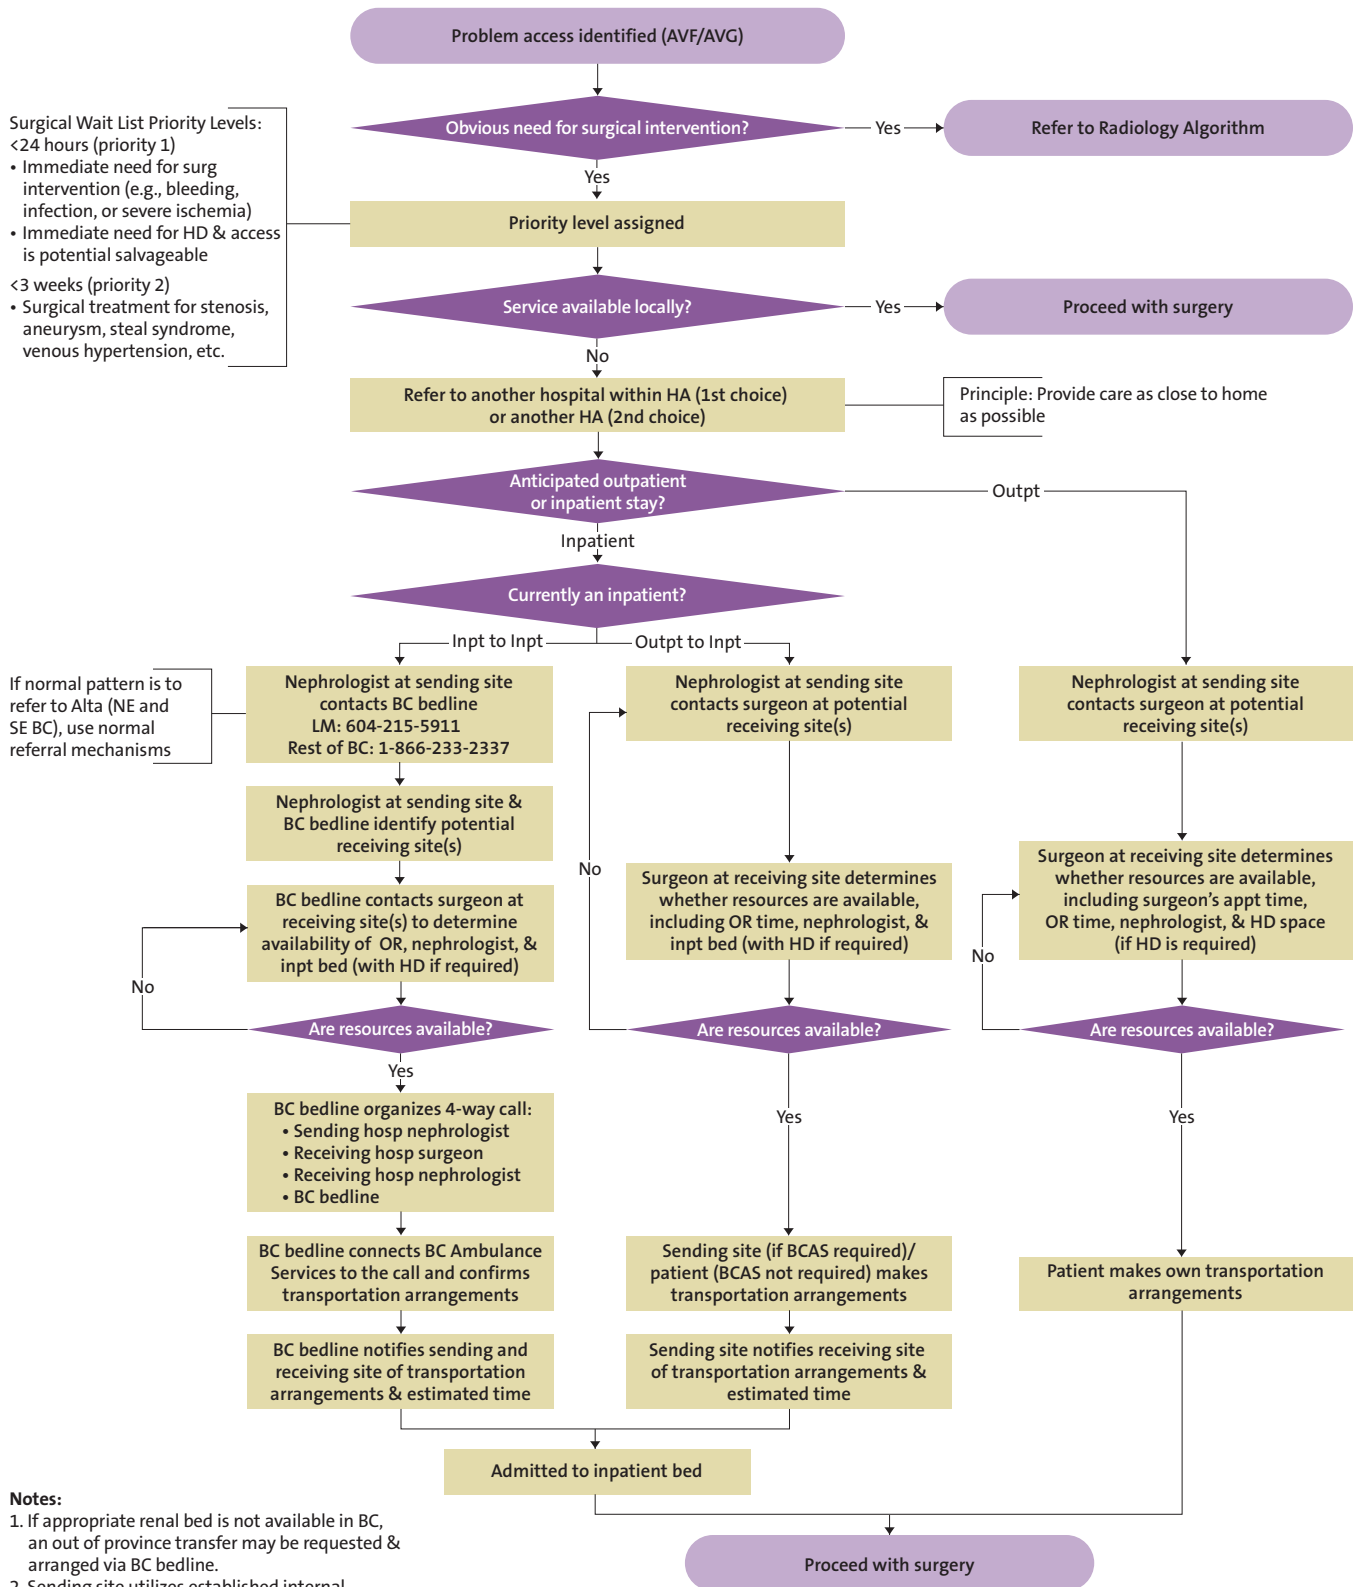 Problem access identified (AVF/AVG)
Obvious need for surgical intervention?
Yes
Refer to Radiology Algorithm
Yes
Surgical Wait List Priority Levels:
<24 hours (priority 1)
• Immediate need for surg
intervention (e.g., bleeding,
infection, or severe ischemia)
• Immediate need for HD & access
is potential salvageable
<3 weeks (priority 2)
• Surgical treatment for stenosis,
aneurysm, steal syndrome,
venous hypertension, etc.
Priority level assigned
Service available locally?
Yes
Proceed with surgery
No
Refer to another hospital within HA (1st choice)
or another HA (2nd choice)
Principle: Provide care as close to home
as possible
Anticipated outpatient
or inpatient stay?
Outpt
Inpatient
Currently an inpatient?
Inpt to Inpt
Outpt to Inpt
If normal pattern is to
refer to Alta (NE and
SE BC), use normal
referral mechanisms
Nephrologist at sending site
contacts BC bedline
LM: 604-215-5911
Rest of BC: 1-866-233-2337
Nephrologist at sending site &
BC bedline identify potential
receiving site(s)
BC bedline contacts surgeon at
receiving site(s) to determine
availability of OR, nephrologist, &
inpt bed (with HD if required)
No
Are resources available?
Yes
BC bedline organizes 4-way call:
• Sending hosp nephrologist
• Receiving hosp surgeon
• Receiving hosp nephrologist
• BC bedline
BC bedline connects BC Ambulance
Services to the call and confirms
transportation arrangements
BC bedline notifies sending and
receiving site of transportation
arrangements & estimated time
Nephrologist at sending site
contacts surgeon at potential
receiving site(s)
No
Surgeon at receiving site determines
whether resources are available,
including OR time, nephrologist, &
inpt bed (with HD if required)
Are resources available?
Yes
Sending site (if BCAS required)/
patient (BCAS not required) makes
transportation arrangements
Sending site notifies receiving site
of transportation arrangements &
estimated time
Nephrologist at sending site
contacts surgeon at potential
receiving site(s)
Surgeon at receiving site determines
whether resources are available,
including surgeon's appt time,
OR time, nephrologist, & HD space
(if HD is required)
No
Are resources available?
Yes
Patient makes own transportation
arrangements
Admitted to inpatient bed
Proceed with surgery
Notes:
1. If appropriate renal bed is not available in BC,
an out of province transfer may be requested &
arranged via BC bedline.
2. Sending site utilizes established internal